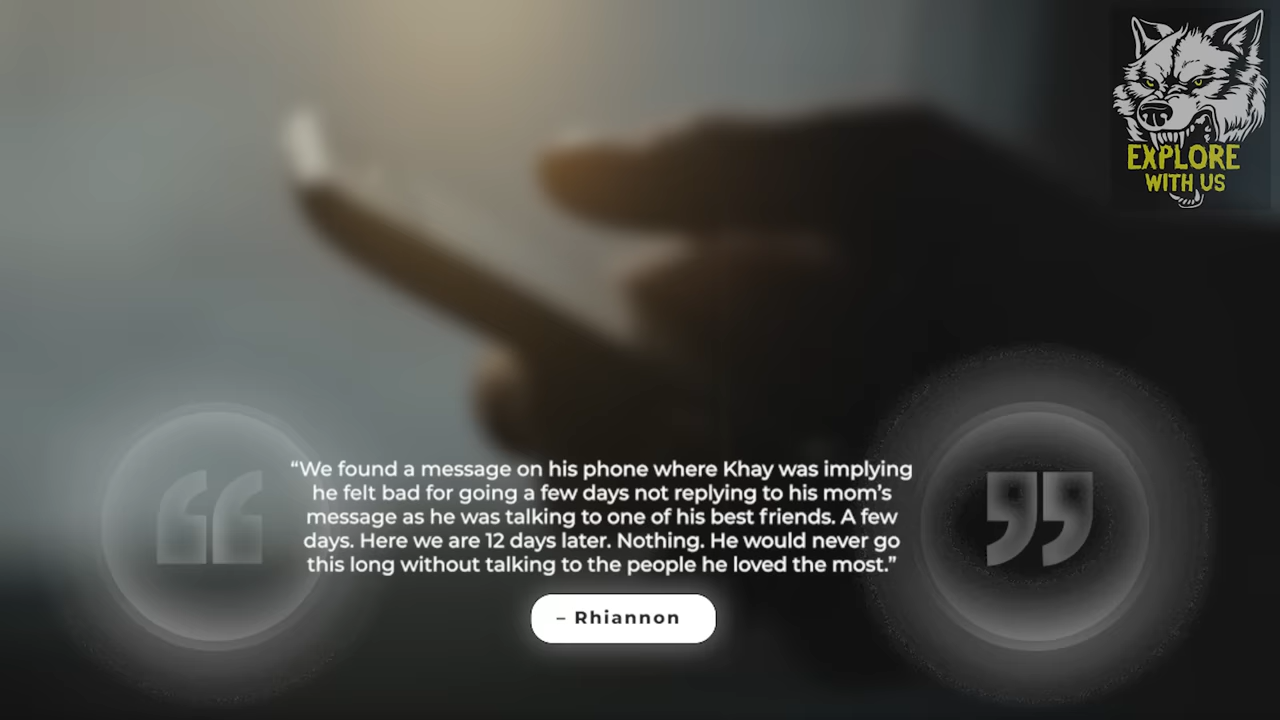 EXPLORE
WITH US
“We found a message on his phone where Khay was implying
he felt bad for going a few days not replying to his mom’s
message as he was talking to one of his best friends. A few
days. Here we are 12 days later. Nothing. He would never go
this long without talking to the people he loved the most.”
– Rhiannon